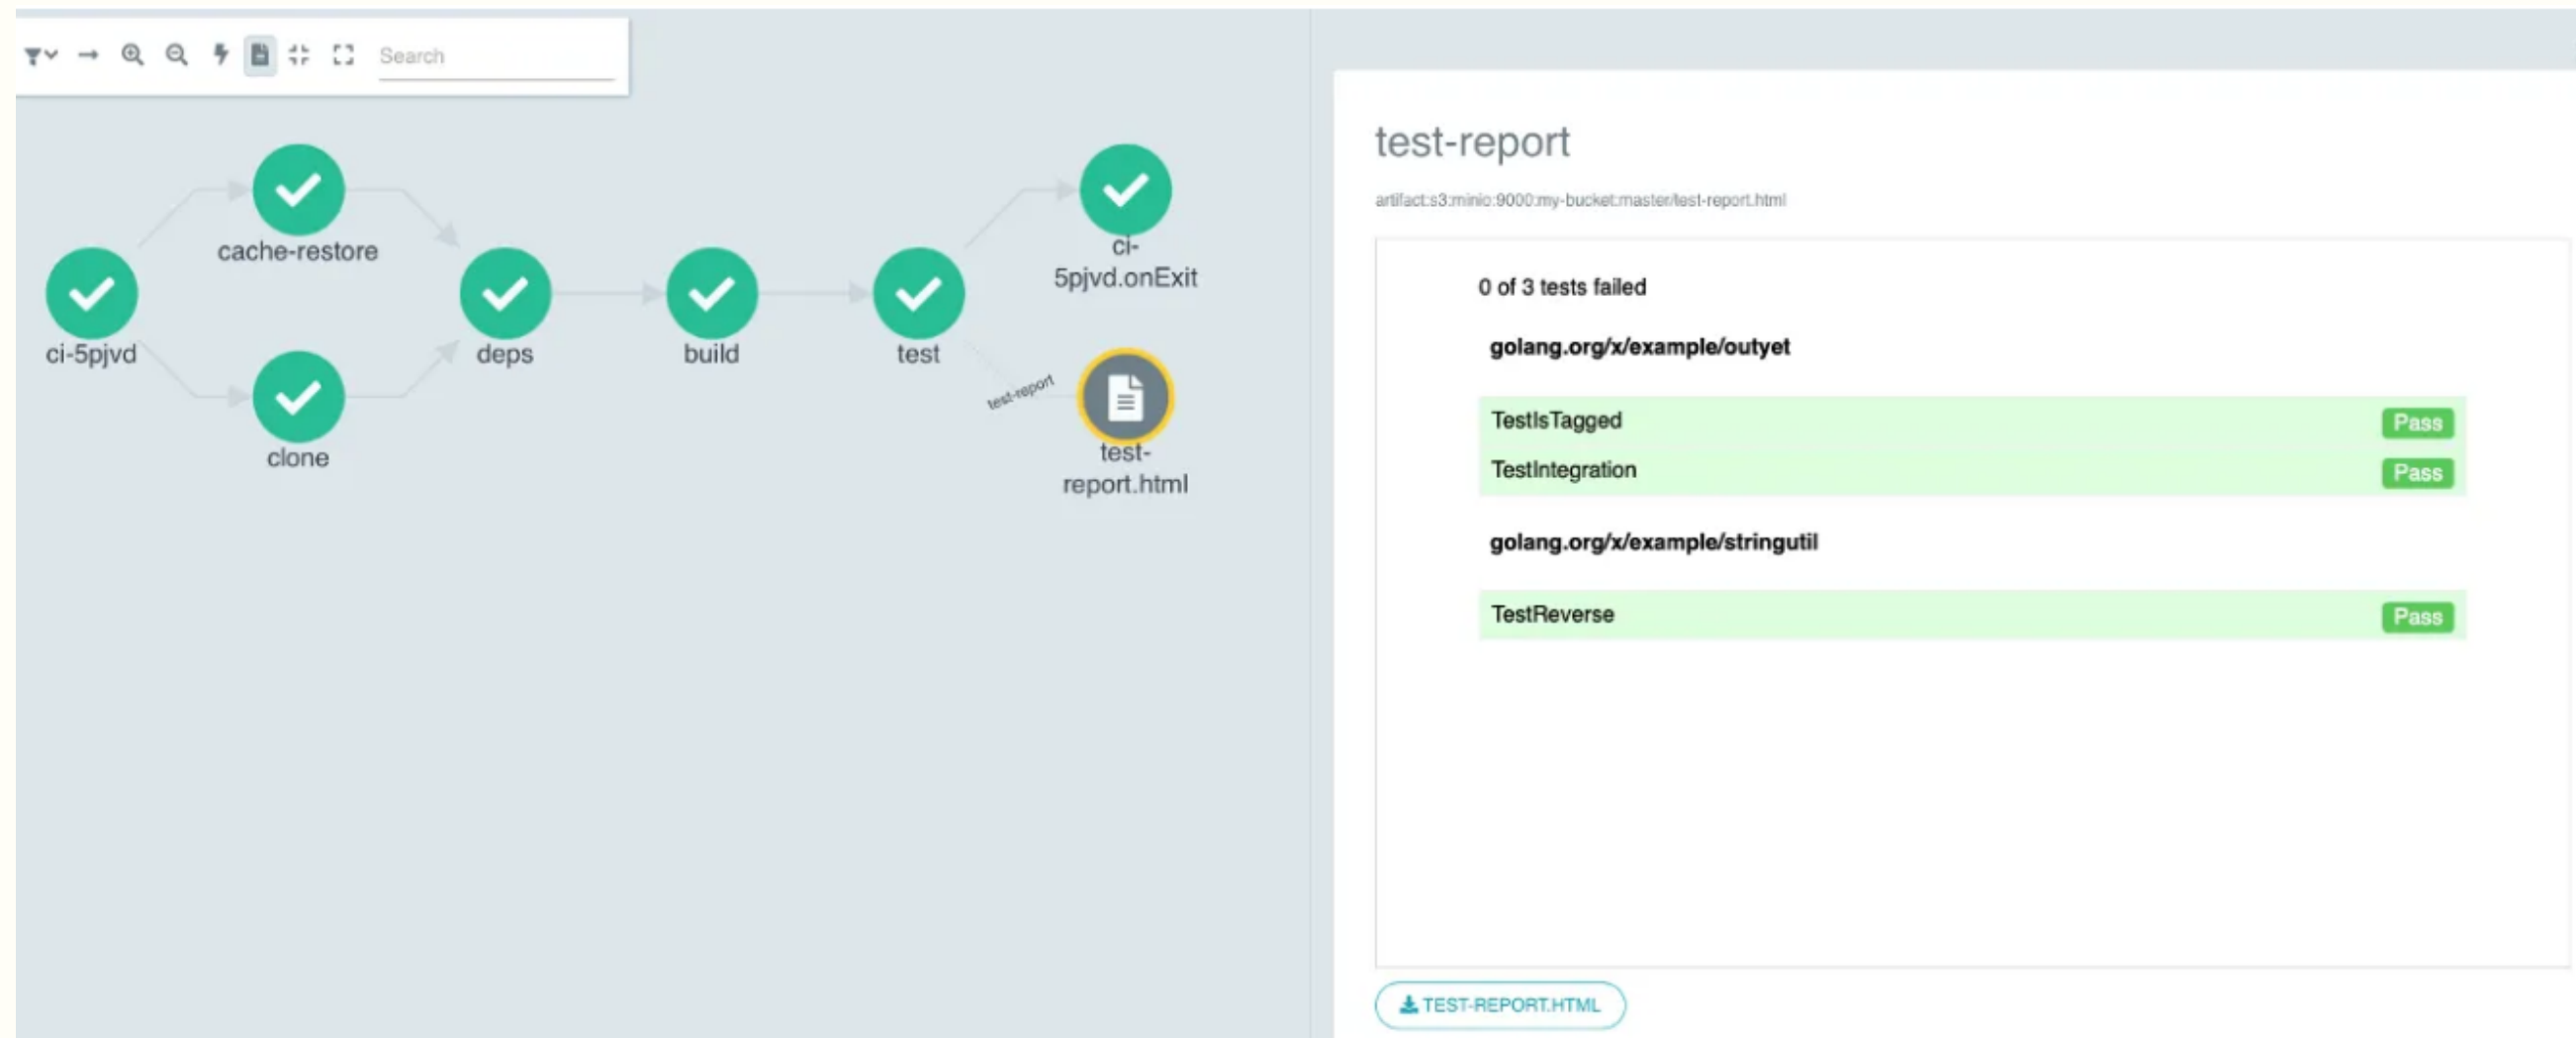 Search
cache-restore
ci-5pjvd
clone
deps
build
test
ci-
5pjvd.onExit
test-report
test-
report.html
test-report
artifact:s3:minio:9000:my-bucket:master/test-report.html
0 of 3 tests failed
golang.org/x/example/outyet
TestIsTagged Pass
TestIntegration Pass
golang.org/x/example/stringutil
TestReverse Pass
TEST-REPORT.HTML